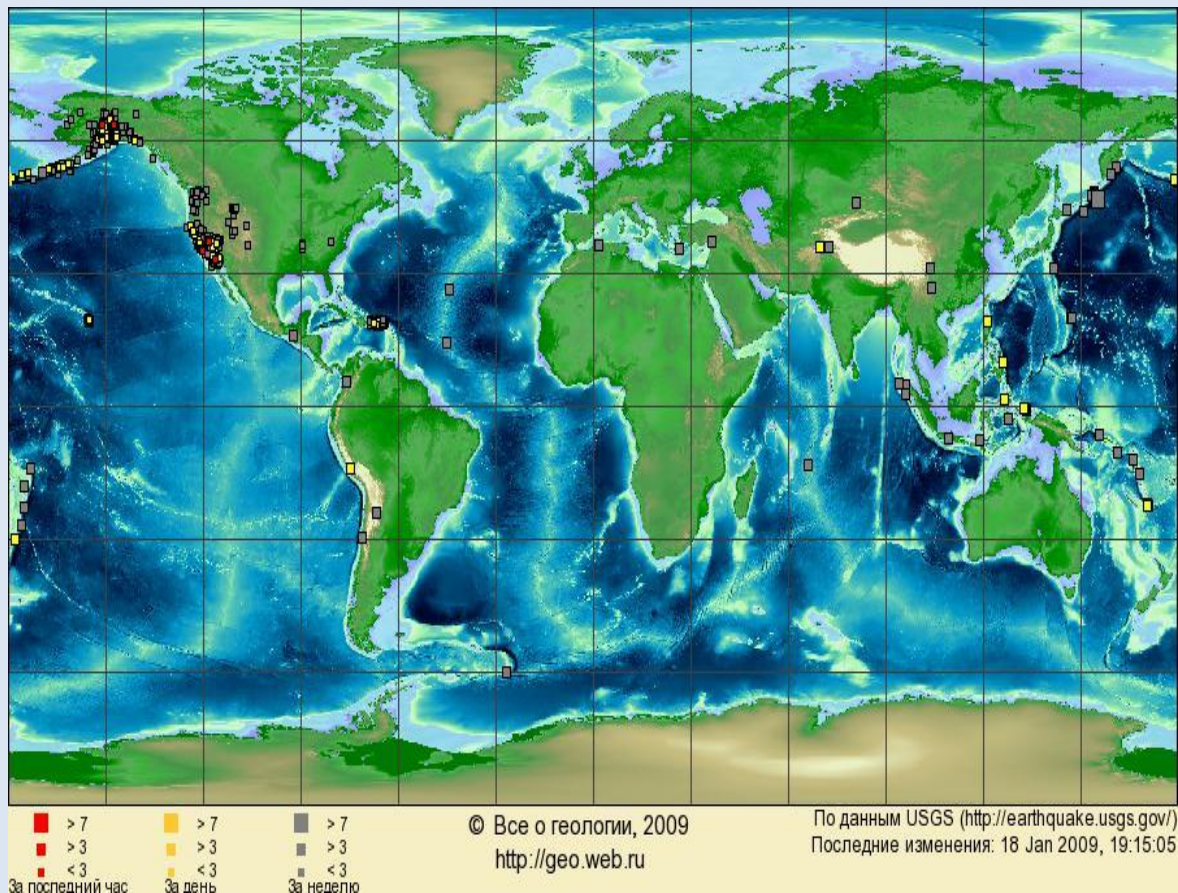 > 7 > 7 > 7
> 3 > 3 > 3
< 3 < 3 < 3
За последний час За день За неделю
© Все о геологии, 2009
http://geo.web.ru
По данным USGS (http://earthquake.usgs.gov/)
Последние изменения: 18 Jan 2009, 19:15:05